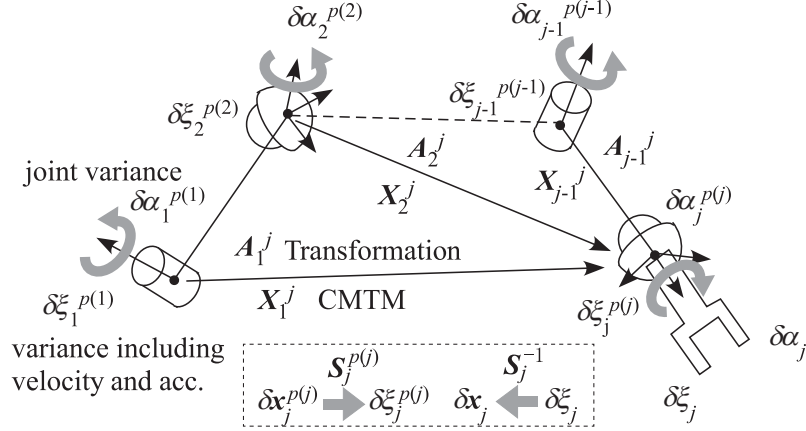 δα₂^{p(2)}
δα_{j-1}^{p(j-1)}
δξ₂^{p(2)}
δξ_{j-1}^{p(j-1)}
A₂^j
A_{j-1}^j
joint variance
X₂^j
X_{j-1}^j
δα₁^{p(1)}
δα_j^{p(j)}
A₁^j Transformation
δξ₁^{p(1)}
X₁^j CMTM
δξ_j^{p(j)}
variance including
velocity and acc.
δα_j
S_j^{p(j)}
S_j^{-1}
δx_j^{p(j)} δξ_j^{p(j)} δx_j δξ_j
δξ_j